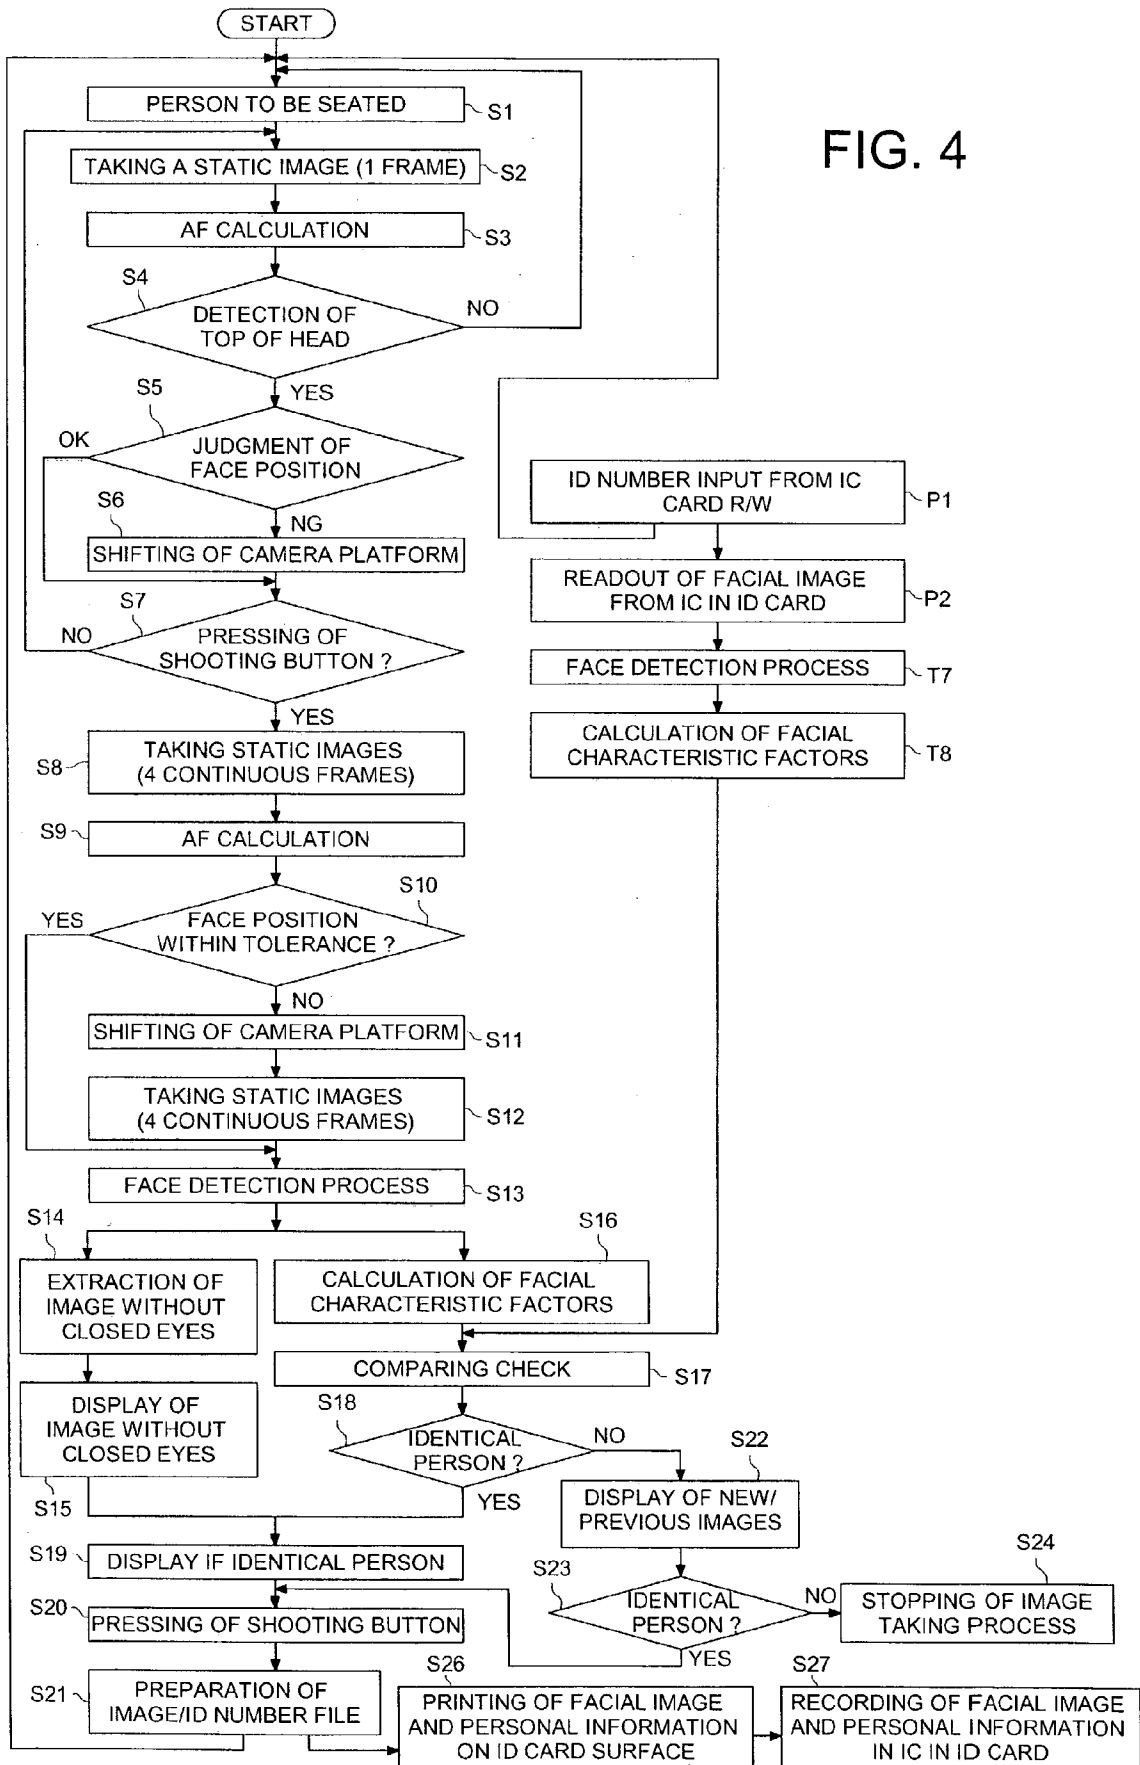 START
PERSON TO BE SEATED
S1
FIG. 4
TAKING A STATIC IMAGE (1 FRAME)
S2
AF CALCULATION
S3
S4
DETECTION OF
TOP OF HEAD
NO
YES
S5
OK
JUDGMENT OF
FACE POSITION
NG
S6
SHIFTING OF CAMERA PLATFORM
S7
NO
PRESSING OF
SHOOTING BUTTON ?
YES
ID NUMBER INPUT FROM IC
CARD R/W
P1
READOUT OF FACIAL IMAGE
FROM IC IN ID CARD
P2
FACE DETECTION PROCESS
T7
CALCULATION OF FACIAL
CHARACTERISTIC FACTORS
T8
S8
TAKING STATIC IMAGES
(4 CONTINUOUS FRAMES)
S9
AF CALCULATION
S10
YES
FACE POSITION
WITHIN TOLERANCE ?
NO
SHIFTING OF CAMERA PLATFORM
S11
TAKING STATIC IMAGES
(4 CONTINUOUS FRAMES)
S12
FACE DETECTION PROCESS
S13
S14
EXTRACTION OF
IMAGE WITHOUT
CLOSED EYES
S16
CALCULATION OF FACIAL
CHARACTERISTIC FACTORS
COMPARING CHECK
S17
DISPLAY OF
IMAGE WITHOUT
CLOSED EYES
S15
S18
IDENTICAL
PERSON ?
NO
YES
S22
DISPLAY OF NEW/
PREVIOUS IMAGES
S19
DISPLAY IF IDENTICAL PERSON
S23
IDENTICAL
PERSON ?
NO
YES
S24
STOPPING OF IMAGE
TAKING PROCESS
S20
PRESSING OF SHOOTING BUTTON
S21
PREPARATION OF
IMAGE/ID NUMBER FILE
S26
PRINTING OF FACIAL IMAGE
AND PERSONAL INFORMATION
ON ID CARD SURFACE
S27
RECORDING OF FACIAL IMAGE
AND PERSONAL INFORMATION
IN IC IN ID CARD